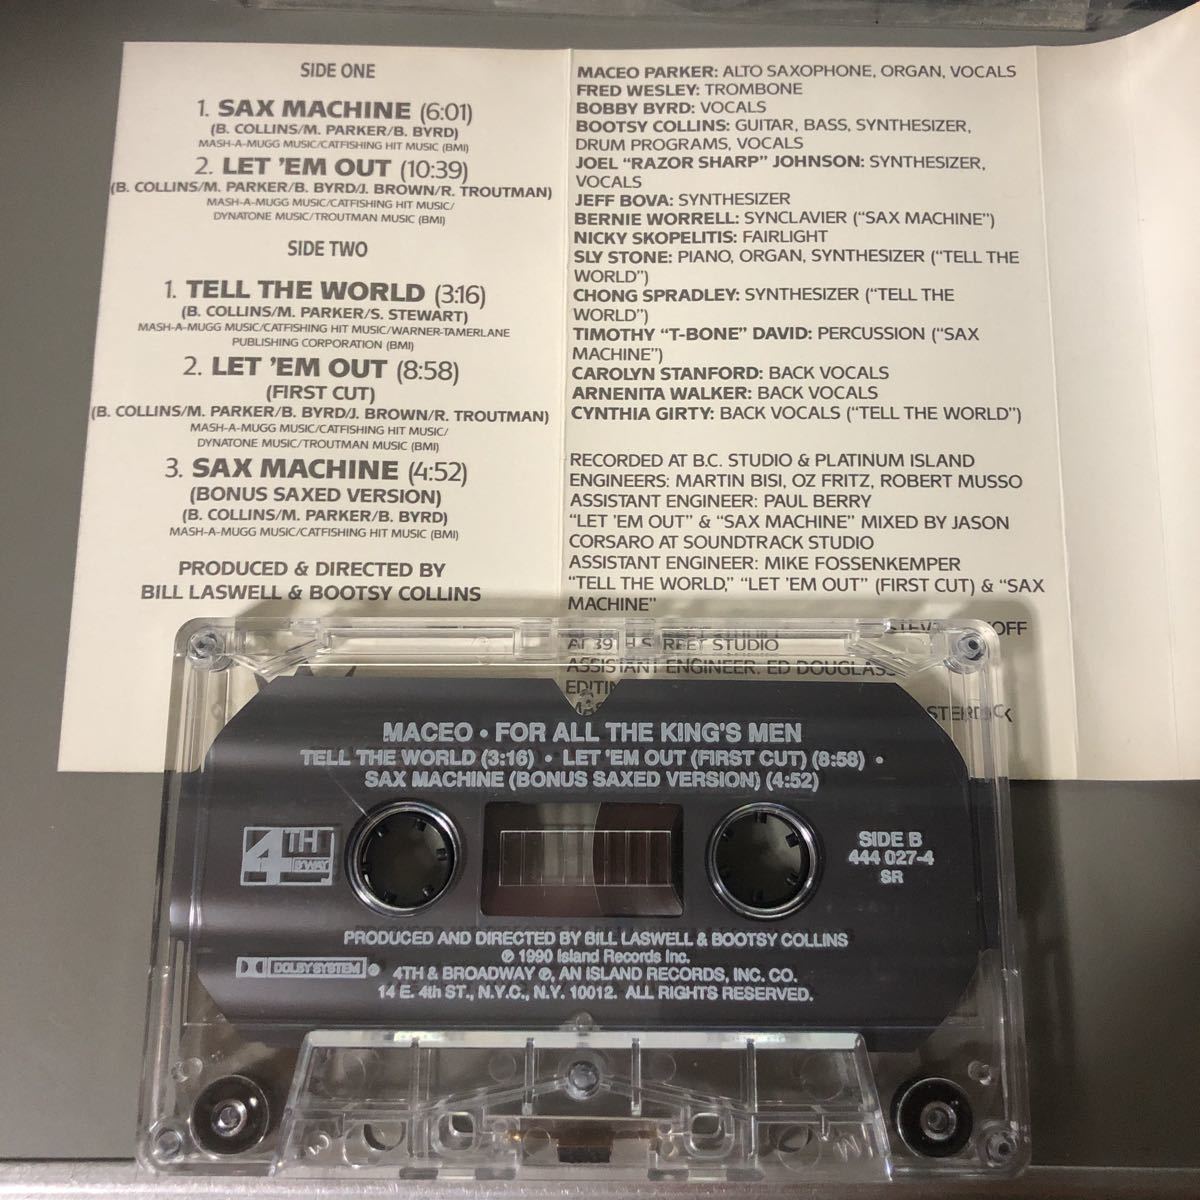 SIDE ONE
1. SAX MACHINE (6:01)
(B. COLLINS/M. PARKER/B. BYRD)
MASH-A-MUGG MUSIC/CATFISHING HIT MUSIC (BMI)
2. LET 'EM OUT (10:39)
(B. COLLINS/M. PARKER/B. BYRD/J. BROWN/R. TROUTMAN)
MASH-A-MUGG MUSIC/CATFISHING HIT MUSIC/
DYNATONE MUSIC/TROUTMAN MUSIC (BMI)
SIDE TWO
1. TELL THE WORLD (3:16)
(B. COLLINS/M. PARKER/S. STEWART)
MASH-A-MUGG MUSIC/CATFISHING HIT MUSIC/WARNER-TAMERLANE
PUBLISHING CORPORATION (BMI)
2. LET 'EM OUT (8:58)
(FIRST CUT)
(B. COLLINS/M. PARKER/B. BYRD/J. BROWN/R. TROUTMAN)
MASH-A-MUGG MUSIC/CATFISHING HIT MUSIC/
DYNATONE MUSIC/TROUTMAN MUSIC (BMI)
3. SAX MACHINE (4:52)
(BONUS SAXED VERSION)
(B. COLLINS/M. PARKER/B. BYRD)
MASH-A-MUGG MUSIC/CATFISHING HIT MUSIC (BMI)
PRODUCED & DIRECTED BY
BILL LASWELL & BOOTSY COLLINS
MACEO PARKER: ALTO SAXOPHONE, ORGAN, VOCALS
FRED WESLEY: TROMBONE
BOBBY BYRD: VOCALS
BOOTSY COLLINS: GUITAR, BASS, SYNTHESIZER,
DRUM PROGRAMS, VOCALS
JOEL "RAZOR SHARP" JOHNSON: SYNTHESIZER,
VOCALS
JEFF BOVA: SYNTHESIZER
BERNIE WORRELL: SYNCLAVIER ("SAX MACHINE")
NICKY SKOPELITIS: FAIRLIGHT
SLY STONE: PIANO, ORGAN, SYNTHESIZER ("TELL THE
WORLD")
CHONG SPRADLEY: SYNTHESIZER ("TELL THE
WORLD")
TIMOTHY "T-BONE" DAVID: PERCUSSION ("SAX
MACHINE")
CAROLYN STANFORD: BACK VOCALS
ARNENITA WALKER: BACK VOCALS
CYNTHIA GIRTY: BACK VOCALS ("TELL THE WORLD")
RECORDED AT B.C. STUDIO & PLATINUM ISLAND
ENGINEERS: MARTIN BISI, OZ FRITZ, ROBERT MUSSO
ASSISTANT ENGINEER: PAUL BERRY
"LET 'EM OUT" & "SAX MACHINE" MIXED BY JASON
CORSARO AT SOUNDTRACK STUDIO
ASSISTANT ENGINEER: MIKE FOSSENKEMPER
"TELL THE WORLD," "LET 'EM OUT" (FIRST CUT) & "SAX
MACHINE"
AT 39TH STREET STUDIO
ASSISTANT ENGINEER: ED DOUGLASS
MACEO • FOR ALL THE KING'S MEN
TELL THE WORLD (3:16) • LET 'EM OUT (FIRST CUT) (8:58) •
SAX MACHINE (BONUS SAXED VERSION) (4:52)
4TH
B'WAY
SIDE B
444 027-4
SR
PRODUCED AND DIRECTED BY BILL LASWELL & BOOTSY COLLINS
℗ 1990 Island Records Inc.
DOLBY SYSTEM ®
4TH & BROADWAY ®, AN ISLAND RECORDS, INC. CO.
14 E. 4th ST., N.Y.C., N.Y. 10012. ALL RIGHTS RESERVED.